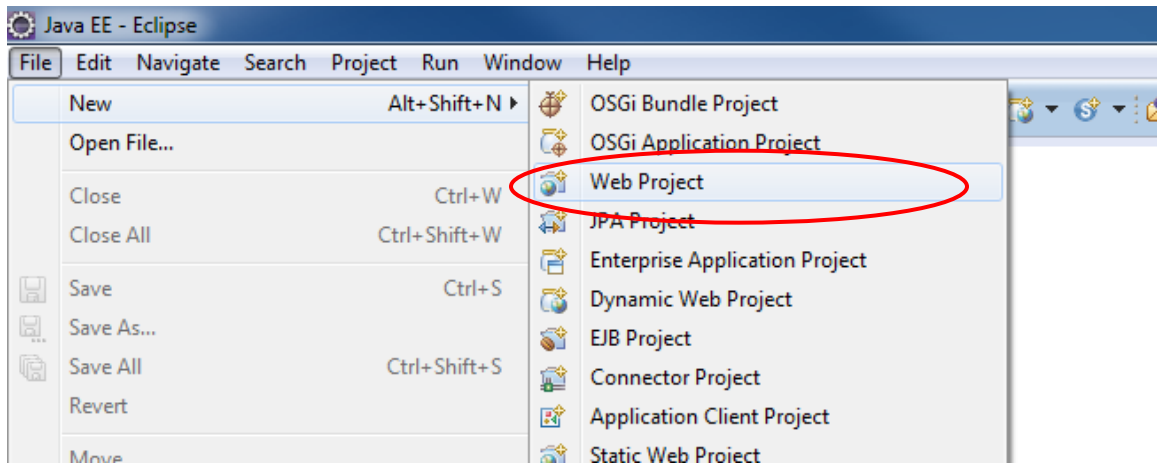 Java EE - Eclipse
File Edit Navigate Search Project Run Window Help
New Alt+Shift+N
Open File...
Close Ctrl+W
Close All Ctrl+Shift+W
Save Ctrl+S
Save As...
Save All Ctrl+Shift+S
Revert
Move
OSGi Bundle Project
OSGi Application Project
Web Project
JPA Project
Enterprise Application Project
Dynamic Web Project
EJB Project
Connector Project
Application Client Project
Static Web Project